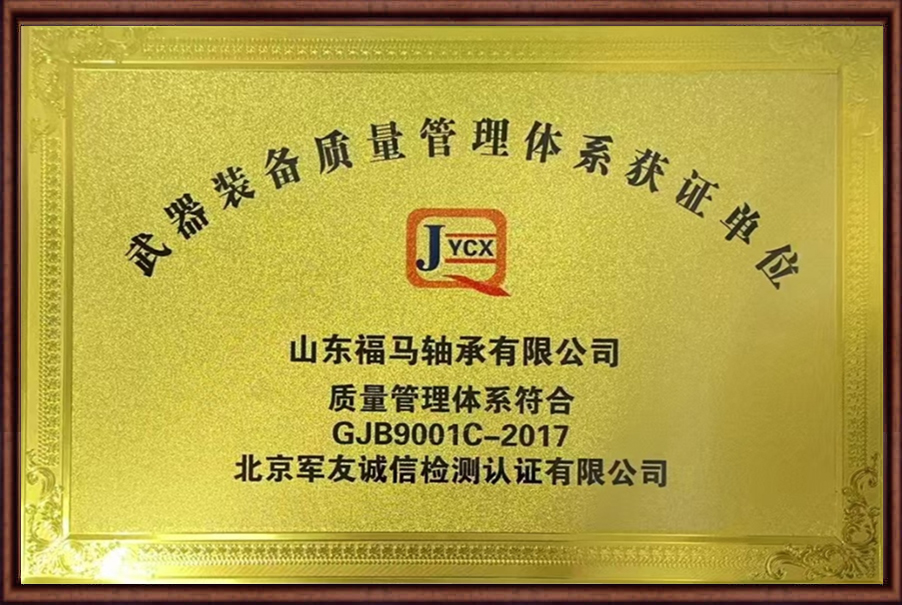 武器装备质量管理体系获证单位
JYCX
山东福马轴承有限公司
质量管理体系符合
GJB9001C-2017
北京军友诚信检测认证有限公司